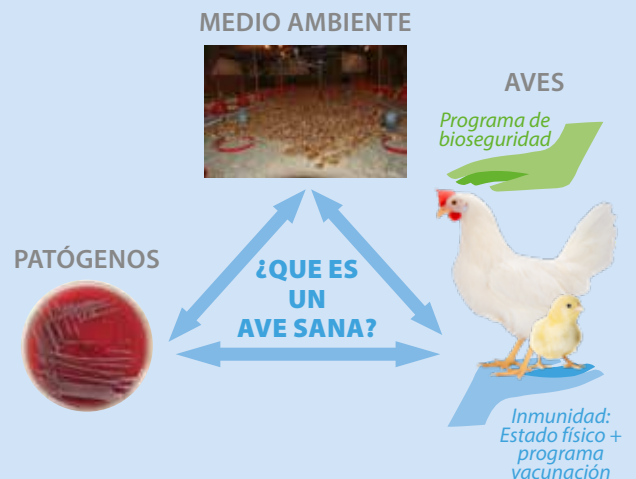 MEDIO AMBIENTE
AVES
Programa de
bioseguridad
PATÓGENOS
¿QUE ES
UN
AVE SANA?
Inmunidad:
Estado físico +
programa
vacunación